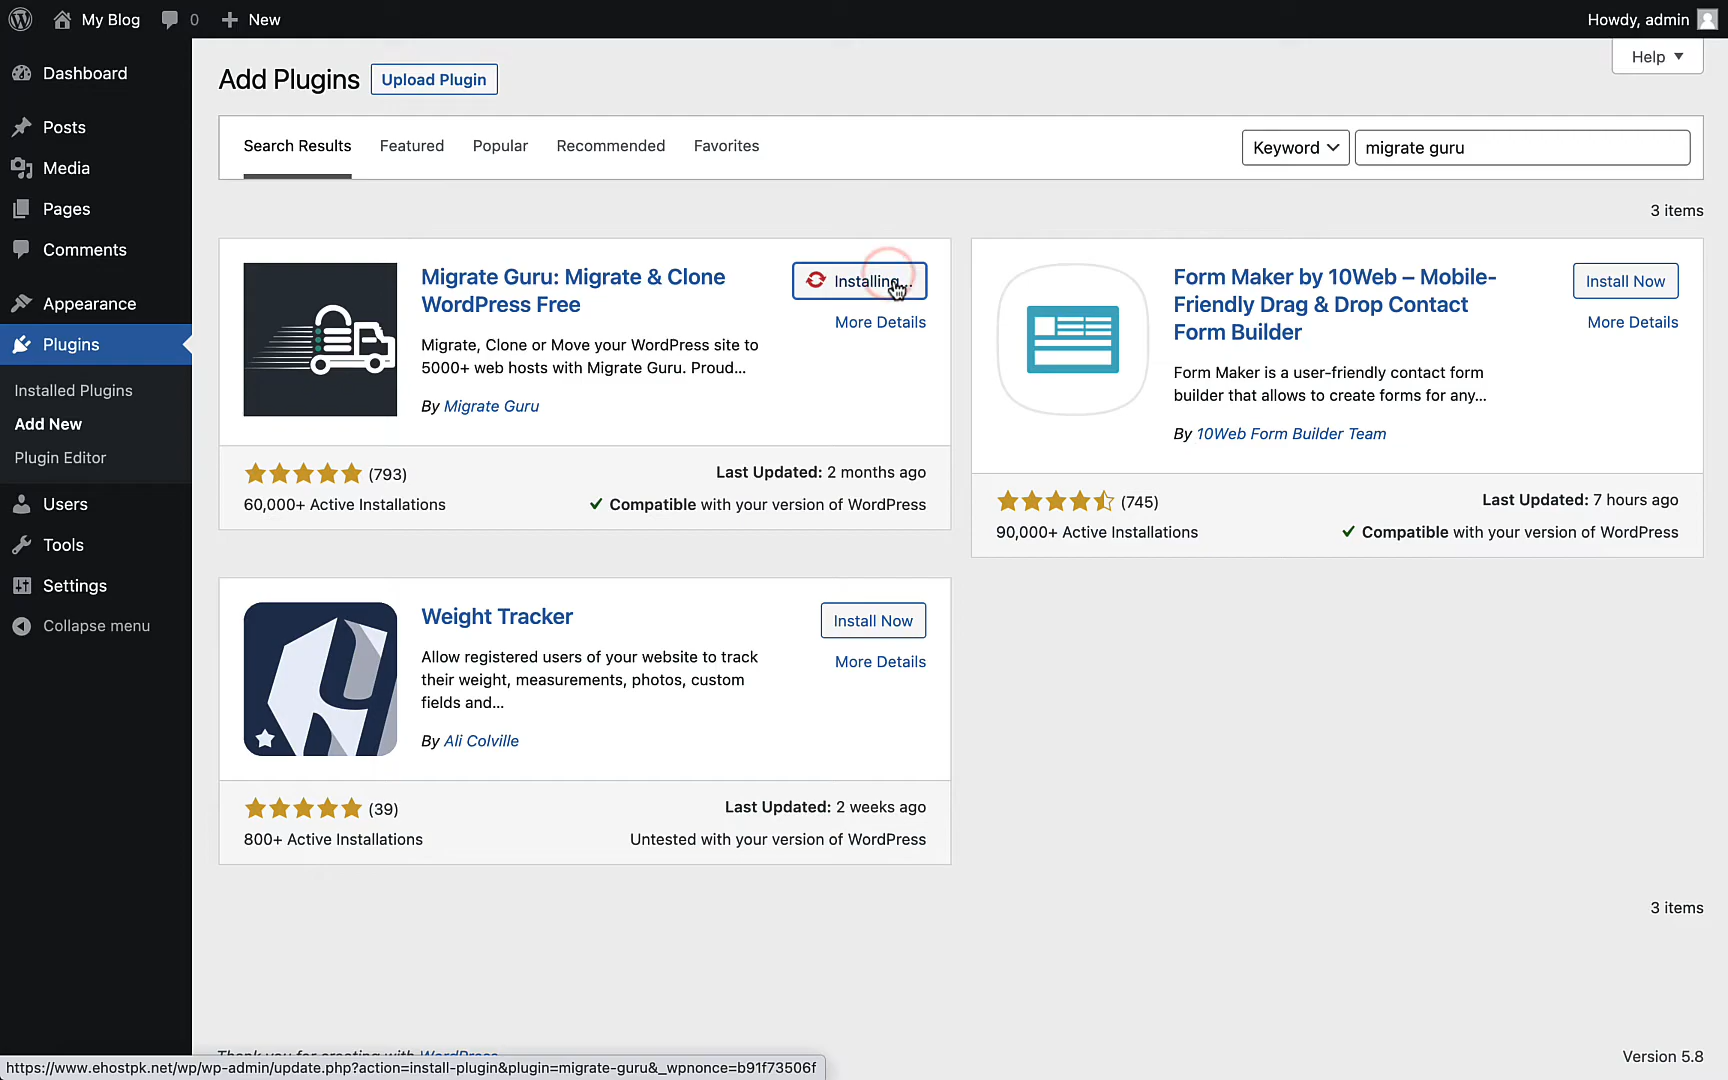 My Blog
0
New
Howdy, admin
Dashboard
Posts
Media
Pages
Comments
Appearance
Plugins
Installed Plugins
Add New
Plugin Editor
Users
Tools
Settings
Collapse menu
Help
Add Plugins
Upload Plugin
Search Results
Featured
Popular
Recommended
Favorites
Keyword
migrate guru
3 items
Migrate Guru: Migrate & Clone
WordPress Free
Installing...
More Details
Migrate, Clone or Move your WordPress site to
5000+ web hosts with Migrate Guru. Proud...
By Migrate Guru
(793)
60,000+ Active Installations
Last Updated: 2 months ago
Compatible with your version of WordPress
Form Maker by 10Web – Mobile-
Friendly Drag & Drop Contact
Form Builder
Install Now
More Details
Form Maker is a user-friendly contact form
builder that allows to create forms for any...
By 10Web Form Builder Team
(745)
90,000+ Active Installations
Last Updated: 7 hours ago
Compatible with your version of WordPress
Weight Tracker
Install Now
More Details
Allow registered users of your website to track
their weight, measurements, photos, custom
fields and...
By Ali Colville
(39)
800+ Active Installations
Last Updated: 2 weeks ago
Untested with your version of WordPress
3 items
Thank you for creating with WordPress
Version 5.8
https://www.ehostpk.net/wp/wp-admin/update.php?action=install-plugin&plugin=migrate-guru&_wpnonce=b91f73506f